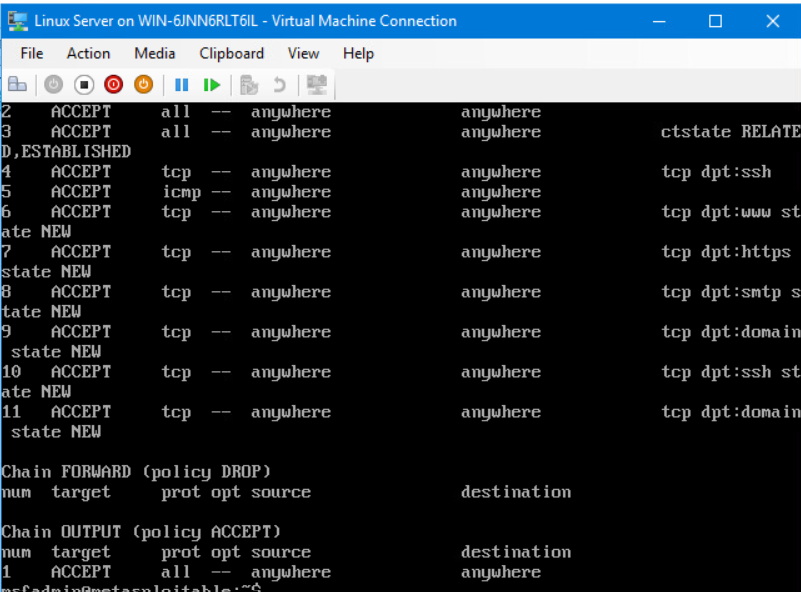 Linux Server on WIN-6JNN6RLT6IL - Virtual Machine Connection
File Action Media Clipboard View Help
2 ACCEPT all -- anywhere anywhere
3 ACCEPT all -- anywhere anywhere ctstate RELATE
D,ESTABLISHED
4 ACCEPT tcp -- anywhere anywhere tcp dpt:ssh
5 ACCEPT icmp -- anywhere anywhere
6 ACCEPT tcp -- anywhere anywhere tcp dpt:www st
ate NEW
7 ACCEPT tcp -- anywhere anywhere tcp dpt:https
state NEW
8 ACCEPT tcp -- anywhere anywhere tcp dpt:smtp s
tate NEW
9 ACCEPT tcp -- anywhere anywhere tcp dpt:domain
state NEW
10 ACCEPT tcp -- anywhere anywhere tcp dpt:ssh st
ate NEW
11 ACCEPT tcp -- anywhere anywhere tcp dpt:domain
state NEW
Chain FORWARD (policy DROP)
num target prot opt source destination
Chain OUTPUT (policy ACCEPT)
num target prot opt source destination
1 ACCEPT all -- anywhere anywhere
msfadmin@metasploitable:~$